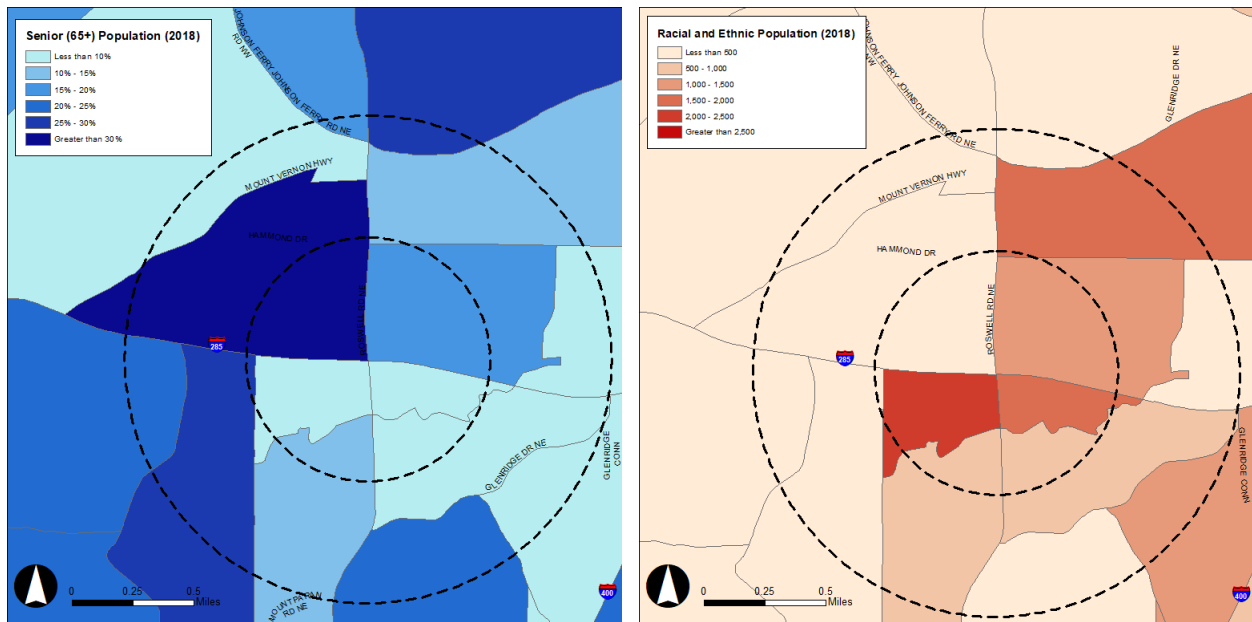 Senior (65+) Population (2018)
Less than 10%
10% - 15%
15% - 20%
20% - 25%
25% - 30%
Greater than 30%
JOHNSON FERRY
RD NW
JOHNSON FERRY RD NE
MOUNT VERNON HWY
HAMMOND DR
ROSWELL RD NE
285
GLENRIDGE DR NE
GLENRIDGE
CONN
RD NE
0 0.25 0.5
Miles
400
Racial and Ethnic Population (2018)
Less than 500
500 - 1,000
1,000 - 1,500
1,500 - 2,000
2,000 - 2,500
Greater than 2,500
JOHNSON FERRY RD NE
GLENRIDGE DR NE
MOUNT VERNON HWY
HAMMOND DR
ROSWELL RD NE
285
GLENRIDGE CONN
0 0.25 0.5
Miles
400